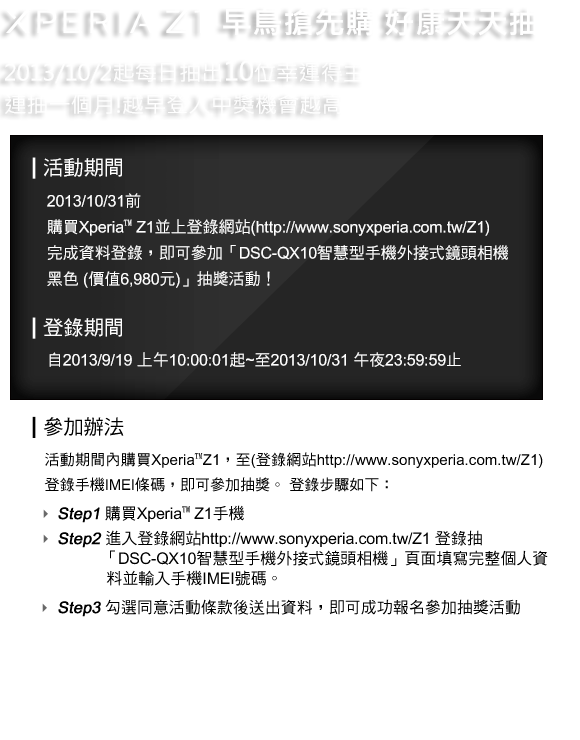 XPERIA Z1 早鳥搶先購 好康天天抽
2013/10/2起每日抽出10位幸運得主
連抽一個月!越早登入 中獎機會越高
活動期間
2013/10/31前
購買Xperia™ Z1並上登錄網站(http://www.sonyxperia.com.tw/Z1)
完成資料登錄，即可參加「DSC-QX10智慧型手機外接式鏡頭相機
黑色 (價值6,980元)」抽獎活動！
登錄期間
自2013/9/19 上午10:00:01起~至2013/10/31 午夜23:59:59止
參加辦法
活動期間內購買Xperia™Z1，至(登錄網站http://www.sonyxperia.com.tw/Z1)
登錄手機IMEI條碼，即可參加抽獎。 登錄步驟如下：
Step1 購買Xperia™ Z1手機
Step2 進入登錄網站http://www.sonyxperia.com.tw/Z1 登錄抽
「DSC-QX10智慧型手機外接式鏡頭相機」頁面填寫完整個人資
料並輸入手機IMEI號碼。
Step3 勾選同意活動條款後送出資料，即可成功報名參加抽獎活動